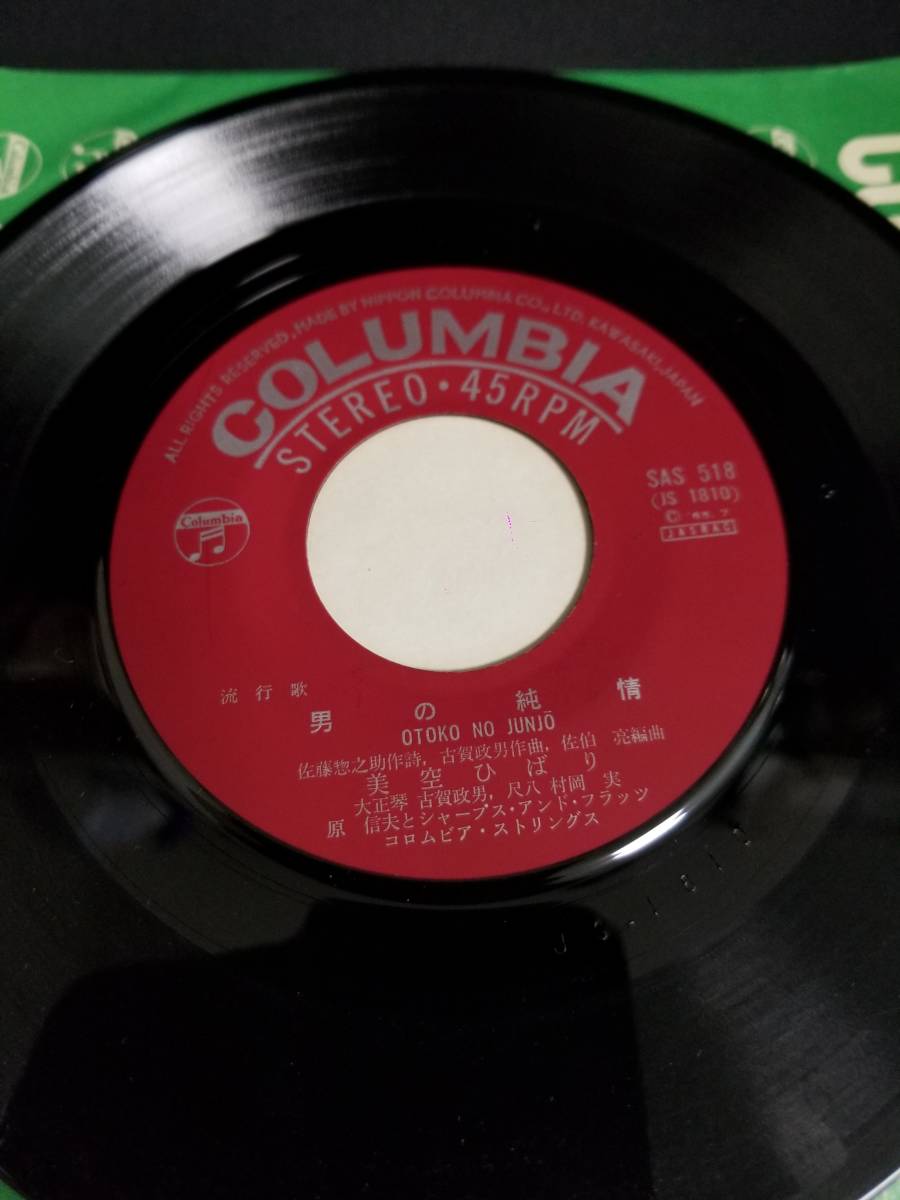 ALL RIGHTS RESERVED, MADE BY NIPPON COLUMBIA CO., LTD. KAWASAKI, JAPAN
COLUMBIA
STEREO・45RPM
Columbia
SAS 518
(JS 1810)
JASRAC
流行歌
男の純情
OTOKO NO JUNJŌ
佐藤惣之助作詩, 古賀政男作曲, 佐伯 亮編曲
美空ひばり
大正琴 古賀政男, 尺八 村岡 実
原 信夫とシャープス・アンド・フラッツ
コロムビア・ストリングス